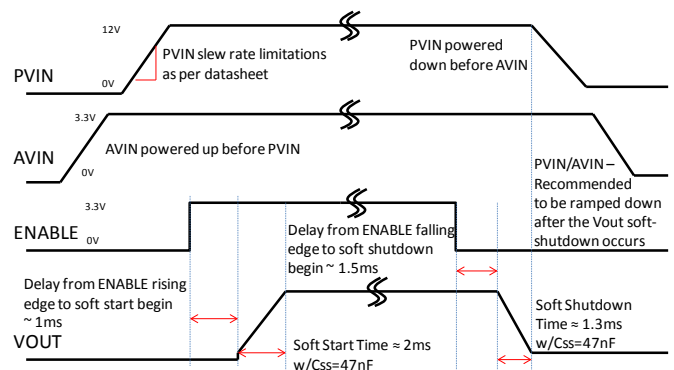 12V
PVIN
0V
PVIN slew rate limitations
as per datasheet
PVIN powered
down before AVIN
3.3V
AVIN
0V
AVIN powered up before PVIN
PVIN/AVIN –
Recommended
to be ramped down
after the Vout soft-
shutdown occurs
3.3V
ENABLE
0V
Delay from ENABLE falling
edge to soft shutdown
begin ~ 1.5ms
Delay from ENABLE rising
edge to soft start begin
~ 1ms
VOUT
Soft Start Time ≈ 2ms
w/Css=47nF
Soft Shutdown
Time ≈ 1.3ms
w/Css=47nF